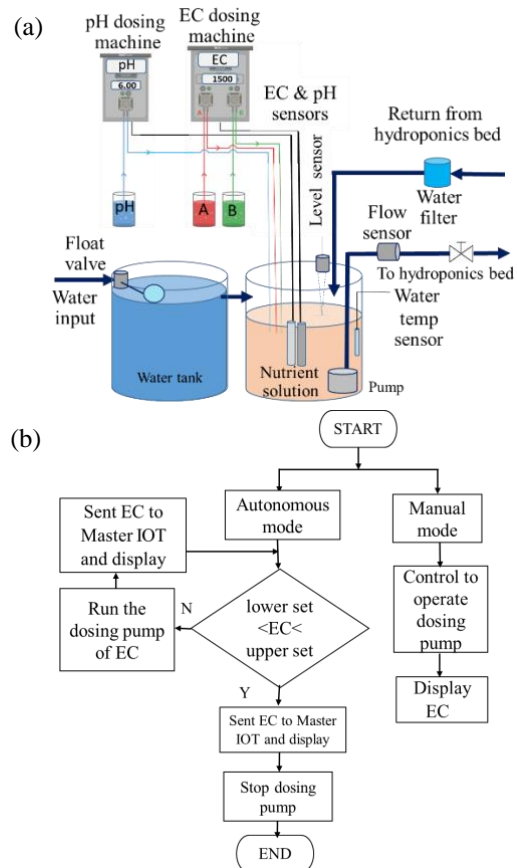 (a)
pH dosing
machine
EC dosing
machine
pH
6.00
EC
1500
A
B
EC & pH
sensors
Level sensor
Return from
hydroponics bed
Water
filter
Flow
sensor
To hydroponics bed
Float
valve
Water
input
pH
A
B
Water
temp
sensor
Water tank
Nutrient
solution
Pump
(b)
START
Autonomous
mode
Manual
mode
Sent EC to
Master IOT
and display
Run the
dosing pump
of EC
N
lower set
<EC<
upper set
Control to
operate
dosing
pump
Display
EC
Y
Sent EC to Master
IOT and display
Stop dosing
pump
END